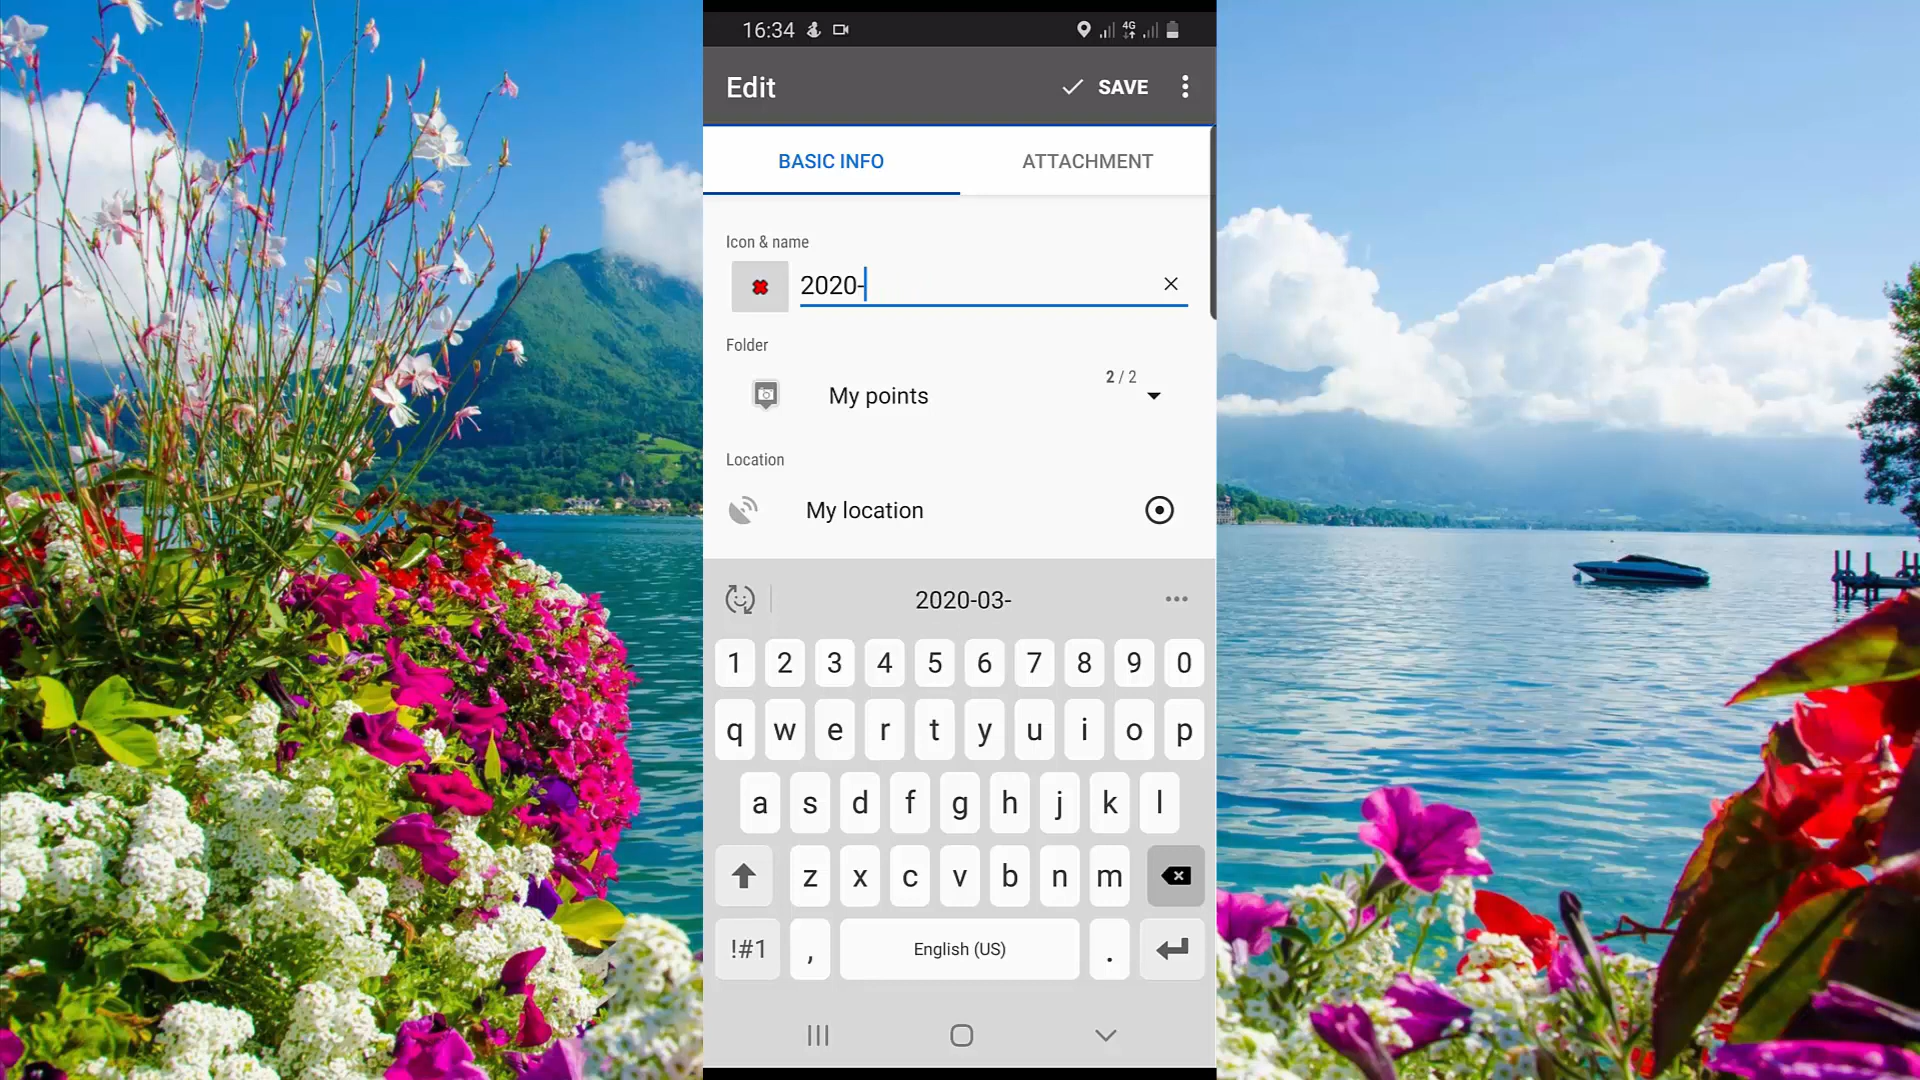 16:34
4G
Edit
SAVE
BASIC INFO
ATTACHMENT
Icon & name
2020-
Folder
2 / 2
My points
Location
My location
2020-03-
1 2 3 4 5 6 7 8 9 0
q w e r t y u i o p
a s d f g h j k l
z x c v b n m
!#1 , English (US) .